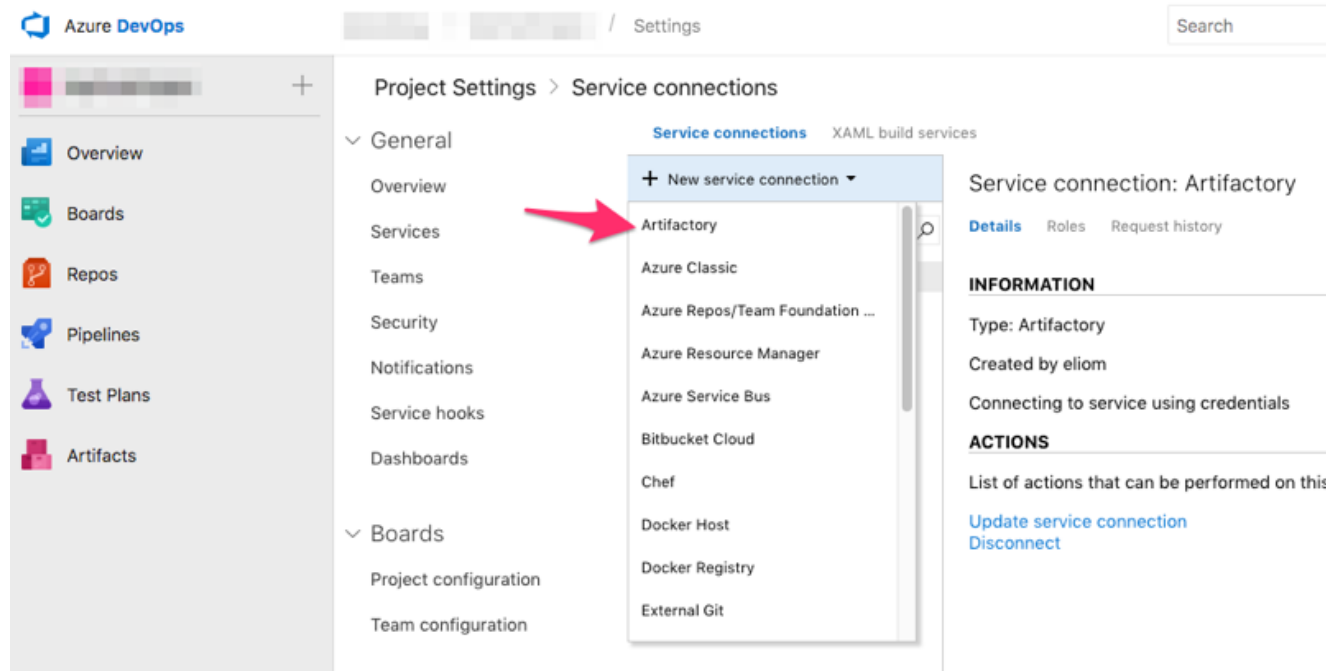 Azure DevOps
/ Settings
Search
+
Overview
Boards
Repos
Pipelines
Test Plans
Artifacts
Project Settings > Service connections
General
Overview
Services
Teams
Security
Notifications
Service hooks
Dashboards
Boards
Project configuration
Team configuration
Service connections XAML build services
+ New service connection
Artifactory
Azure Classic
Azure Repos/Team Foundation ...
Azure Resource Manager
Azure Service Bus
Bitbucket Cloud
Chef
Docker Host
Docker Registry
External Git
Service connection: Artifactory
Details Roles Request history
INFORMATION
Type: Artifactory
Created by eliom
Connecting to service using credentials
ACTIONS
List of actions that can be performed on this
Update service connection
Disconnect